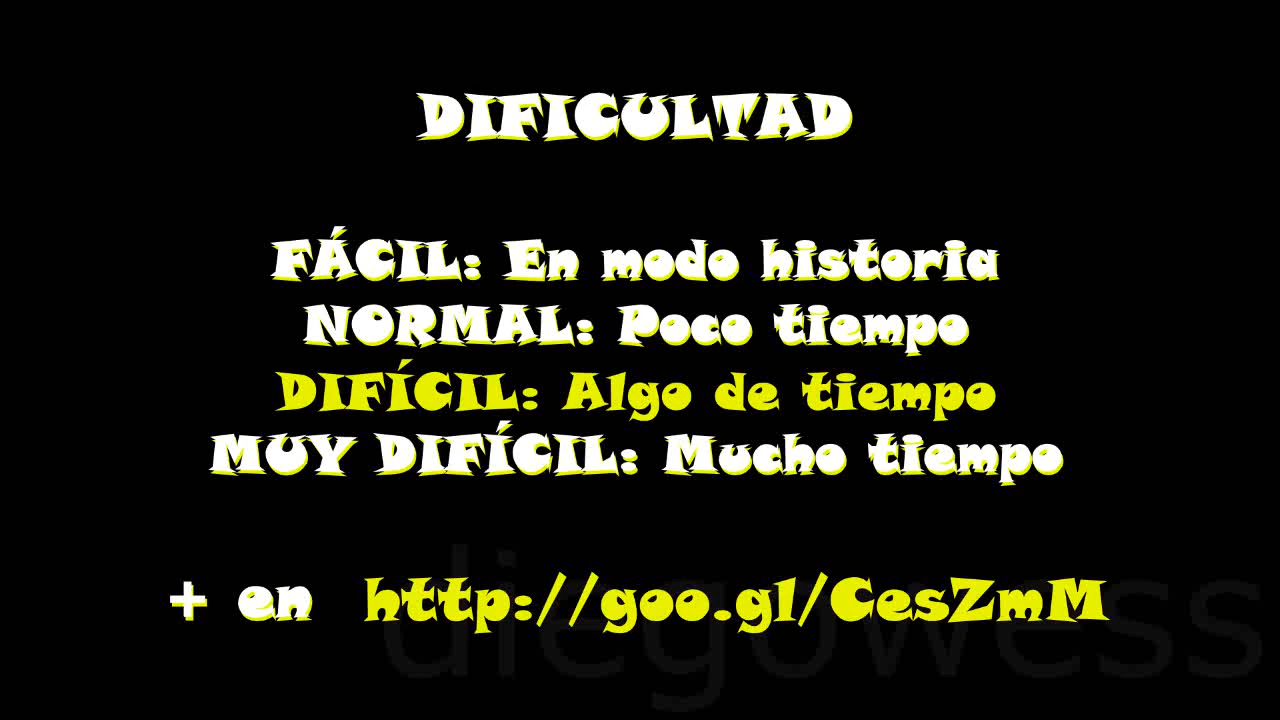 DIFICULTAD
FÁCIL: En modo historia
NORMAL: Poco tiempo
DIFÍCIL: Algo de tiempo
MUY DIFÍCIL: Mucho tiempo
+ en http://goo.gl/CesZmM
diegowess